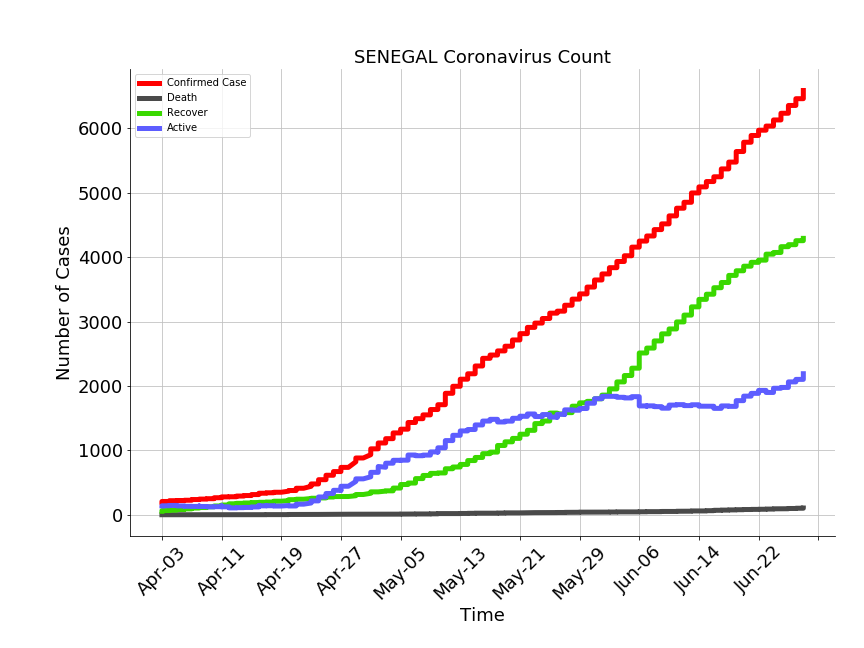 SENEGAL Coronavirus Count
Confirmed Case
Death
Recover
Active
Number of Cases
6000
5000
4000
3000
2000
1000
0
Apr-03
Apr-11
Apr-19
Apr-27
May-05
May-13
May-21
May-29
Jun-06
Jun-14
Jun-22
Time